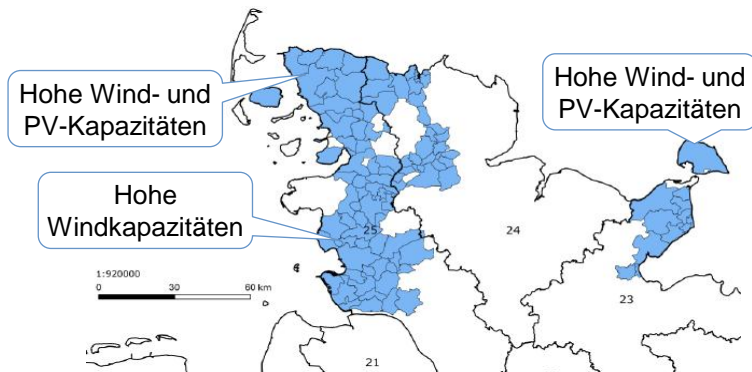 Hohe Wind- und
PV-Kapazitäten
Hohe Wind- und
PV-Kapazitäten
Hohe
Windkapazitäten
25
24
1:920000
0 30 60 km
23
21